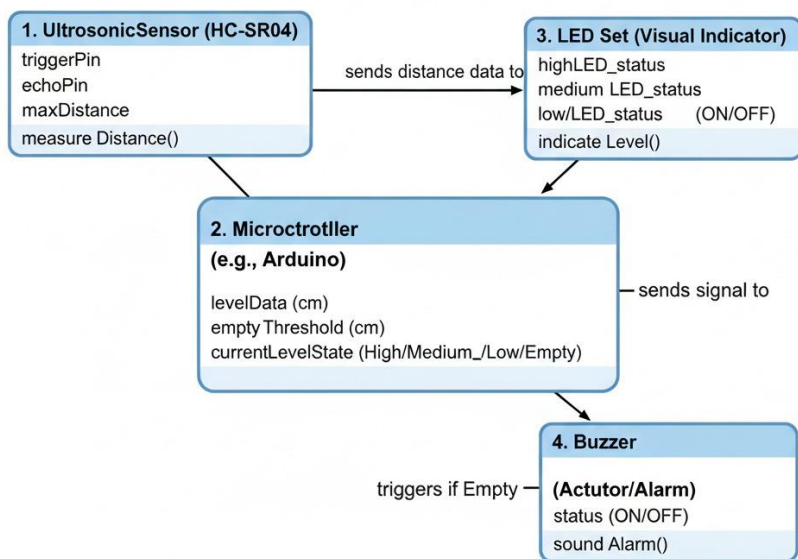 1. UltrasonicSensor (HC-SR04)
triggerPin
echoPin
maxDistance
measure Distance()
sends distance data to
3. LED Set (Visual Indicator)
highLED_status
medium LED_status
low/LED_status (ON/OFF)
indicate Level()
2. Microctrotller
(e.g., Arduino)
levelData (cm)
empty Threshold (cm)
currentLevelState (High/Medium_/Low/Empty)
sends signal to
4. Buzzer
triggers if Empty
(Actutor/Alarm)
status (ON/OFF)
sound Alarm()